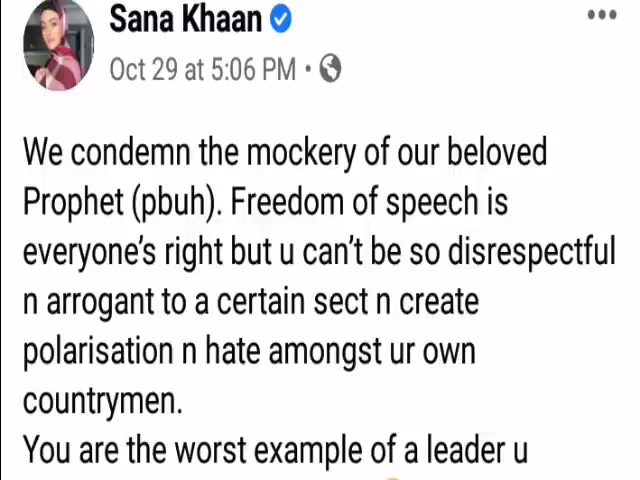 Sana Khaan
Oct 29 at 5:06 PM •
We condemn the mockery of our beloved
Prophet (pbuh). Freedom of speech is
everyone's right but u can't be so disrespectful
n arrogant to a certain sect n create
polarisation n hate amongst ur own
countrymen.
You are the worst example of a leader u